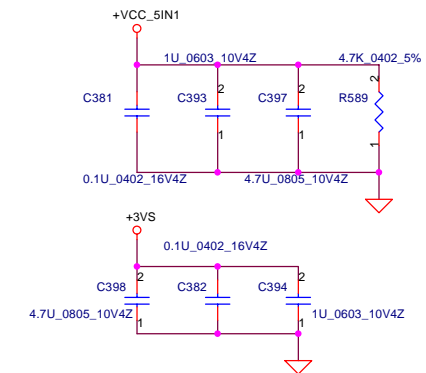 +VCC_5IN1
1U_0603_10V4Z
4.7K_0402_5%
2
2
2
C381
C393
C397
R589
1
1
1
0.1U_0402_16V4Z
4.7U_0805_10V4Z
+3VS
0.1U_0402_16V4Z
2
2
C398
C382
C394
4.7U_0805_10V4Z
1
1
1U_0603_10V4Z